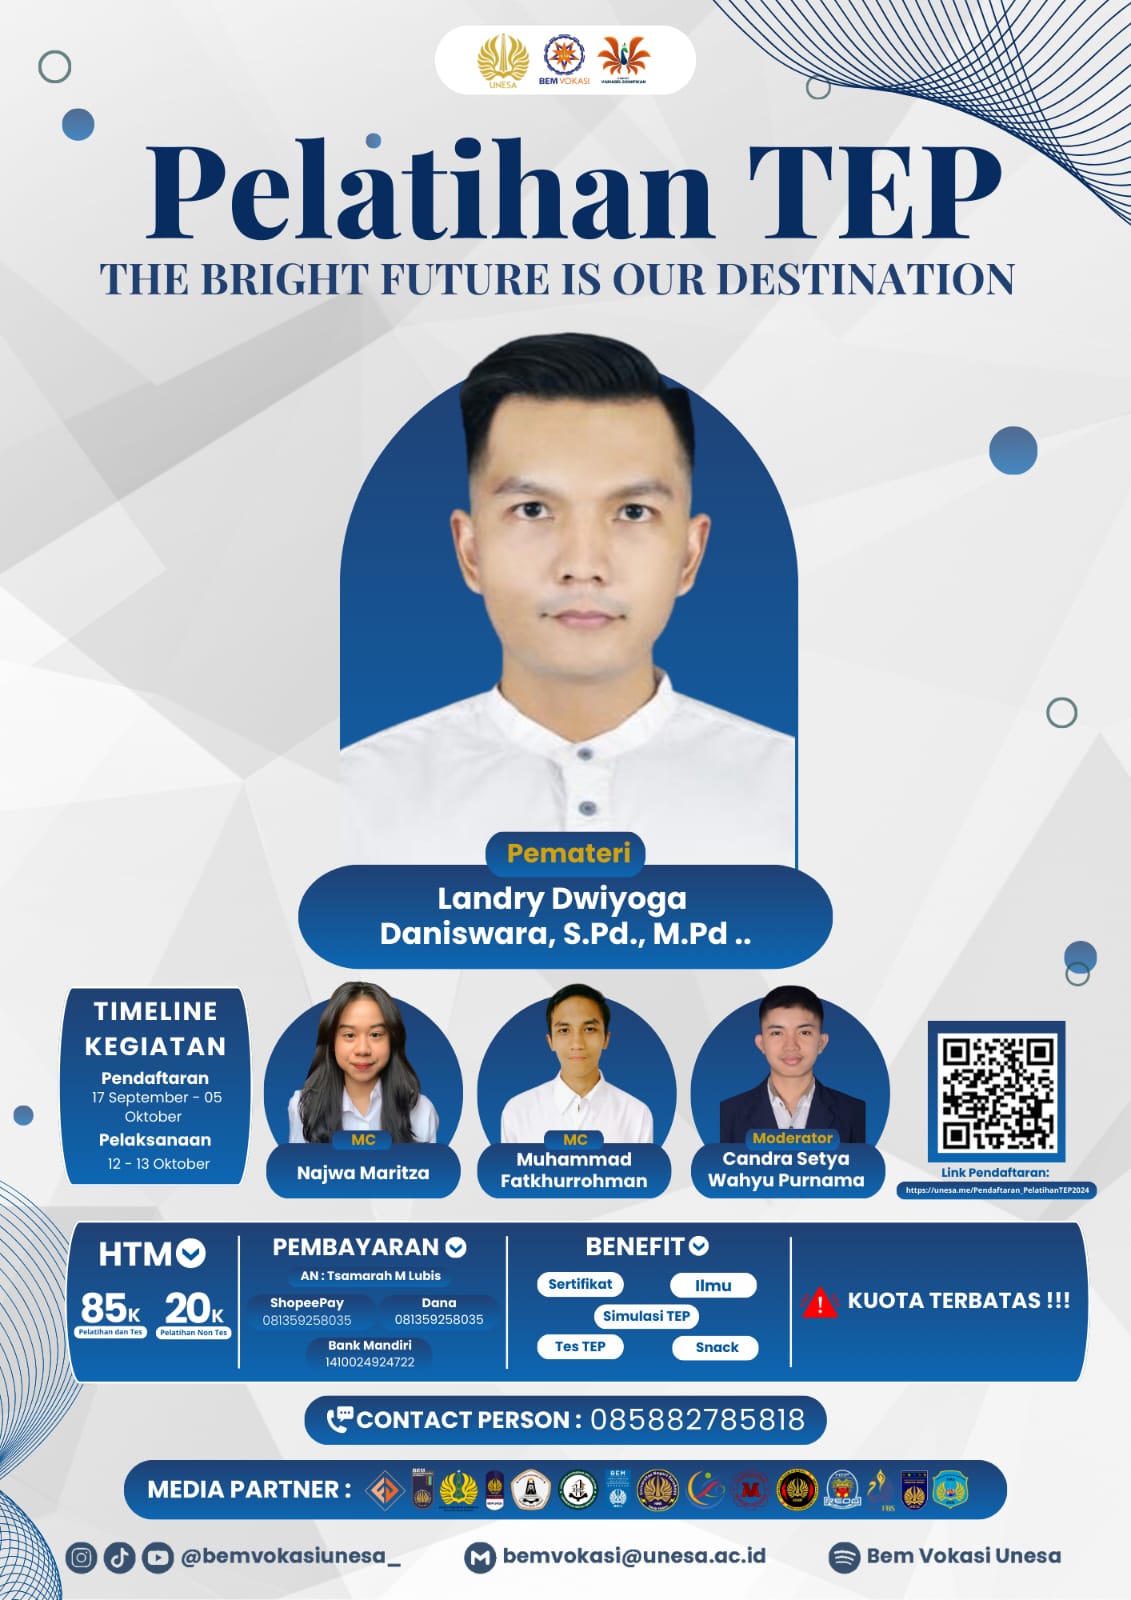 UNESA
BEM VOKASI
Pelatihan TEP
THE BRIGHT FUTURE IS OUR DESTINATION
Pemateri
Landry Dwiyoga
Daniswara, S.Pd., M.Pd ..
TIMELINE
KEGIATAN
Pendaftaran
17 September - 05
Oktober
Pelaksanaan
12 - 13 Oktober
MC
Najwa Maritza
MC
Muhammad
Fatkhurrohman
Moderator
Candra Setya
Wahyu Purnama
Link Pendaftaran:
https://unesa.me/Pendaftaran_PelatihanTEP2024
HTM
85K
Pelatihan dan Tes
20K
Pelatihan Non Tes
PEMBAYARAN
AN : Tsamarah M Lubis
ShopeePay
081359258035
Dana
081359258035
Bank Mandiri
1410024924722
BENEFIT
Sertifikat
Ilmu
Simulasi TEP
Tes TEP
Snack
KUOTA TERBATAS !!!
CONTACT PERSON : 085882785818
MEDIA PARTNER :
@bemvokasiunesa_
bemvokasi@unesa.ac.id
Bem Vokasi Unesa